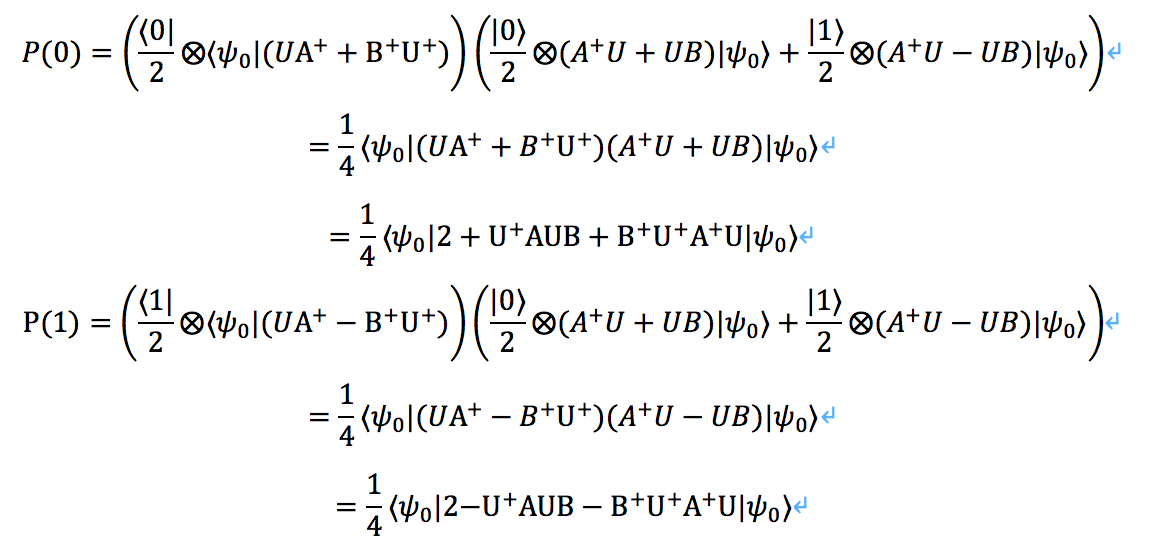 P(0) = (⟨0|/2 ⊗⟨ψ₀|(UA⁺ + B⁺U⁺)) (|0⟩/2 ⊗(A⁺U + UB)|ψ₀⟩ + |1⟩/2 ⊗(A⁺U − UB)|ψ₀⟩)↵
= 1/4 ⟨ψ₀|(UA⁺ + B⁺U⁺)(A⁺U + UB)|ψ₀⟩↵
= 1/4 ⟨ψ₀|2 + U⁺AUB + B⁺U⁺A⁺U|ψ₀⟩↵
P(1) = (⟨1|/2 ⊗⟨ψ₀|(UA⁺ − B⁺U⁺)) (|0⟩/2 ⊗(A⁺U + UB)|ψ₀⟩ + |1⟩/2 ⊗(A⁺U − UB)|ψ₀⟩)↵
= 1/4 ⟨ψ₀|(UA⁺ − B⁺U⁺)(A⁺U − UB)|ψ₀⟩↵
= 1/4 ⟨ψ₀|2−U⁺AUB − B⁺U⁺A⁺U|ψ₀⟩↵